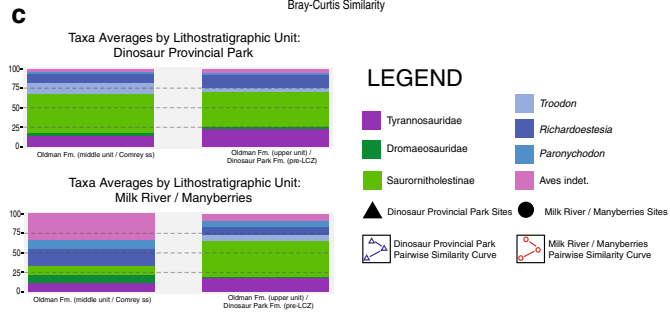 Bray-Curtis Similarity
c
Taxa Averages by Lithostratigraphic Unit:
Dinosaur Provincial Park
100
75
50
25
0
Oldman Fm. (middle unit / Comrey ss)
Oldman Fm. (upper unit) /
Dinosaur Park Fm. (pre-LCZ)
Taxa Averages by Lithostratigraphic Unit:
Milk River / Manyberries
100
75
50
25
0
Oldman Fm. (middle unit / Comrey ss)
Oldman Fm. (upper unit) /
Dinosaur Park Fm. (pre-LCZ)
LEGEND
Tyrannosauridae
Dromaeosauridae
Saurornitholestinae
Troodon
Richardoestesia
Paronychodon
Aves indet.
Dinosaur Provincial Park Sites
Milk River / Manyberries Sites
Dinosaur Provincial Park
Pairwise Similarity Curve
Milk River / Manyberries
Pairwise Similarity Curve